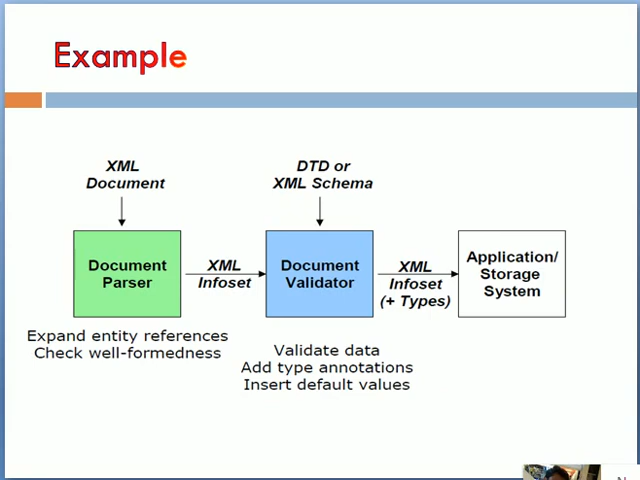 Example
XML
Document
DTD or
XML Schema
Document
Parser
XML
Infoset
Document
Validator
XML
Infoset
(+ Types)
Application/
Storage
System
Expand entity references
Check well-formedness
Validate data
Add type annotations
Insert default values